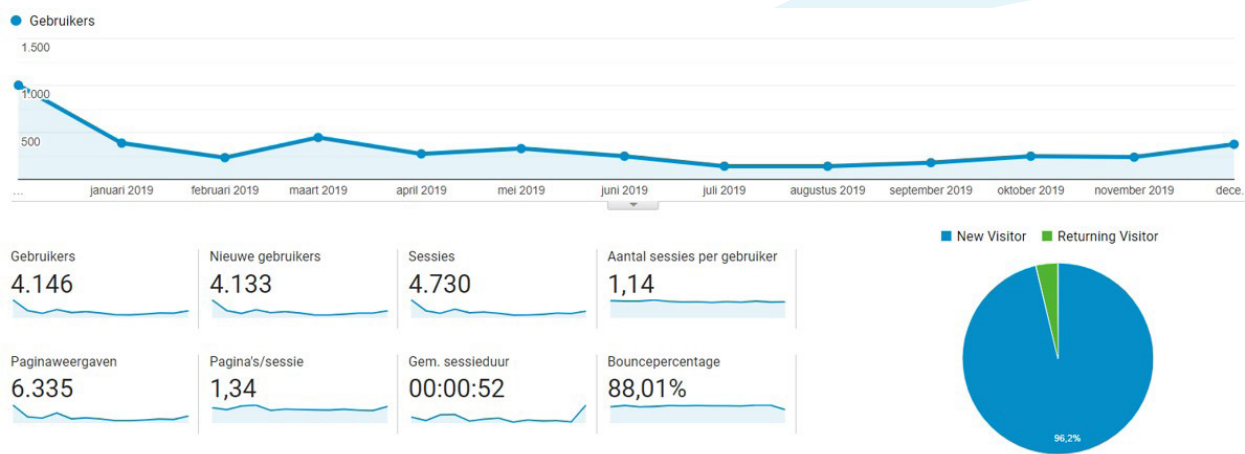 Gebruikers
1.500
1.000
500
...
januari 2019
februari 2019
maart 2019
april 2019
mei 2019
juni 2019
juli 2019
augustus 2019
september 2019
oktober 2019
november 2019
dece...
New Visitor
Returning Visitor
Gebruikers
4.146
Nieuwe gebruikers
4.133
Sessies
4.730
Aantal sessies per gebruiker
1,14
Paginaweergaven
6.335
Pagina's/sessie
1,34
Gem. sessieduur
00:00:52
Bouncepercentage
88,01%
96,2%